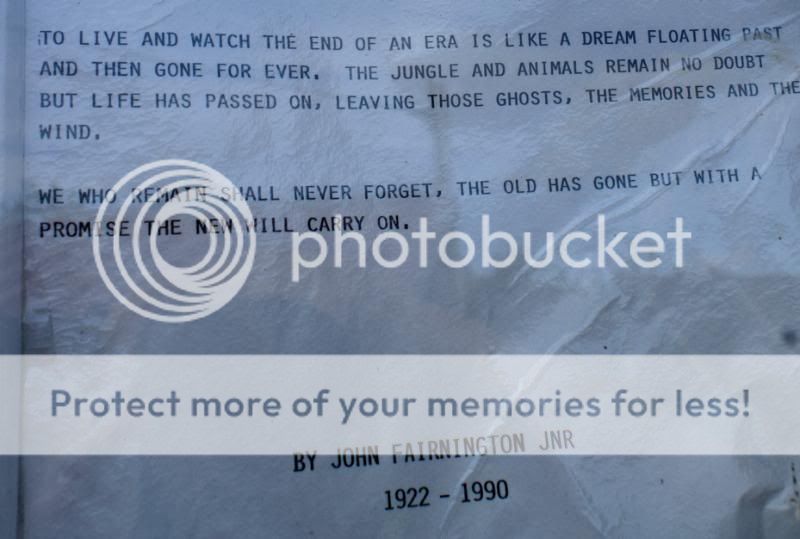 TO LIVE AND WATCH THE END OF AN ERA IS LIKE A DREAM FLOATING PAST
AND THEN GONE FOR EVER. THE JUNGLE AND ANIMALS REMAIN NO DOUBT
BUT LIFE HAS PASSED ON, LEAVING THOSE GHOSTS, THE MEMORIES AND THE
WIND.
WE WHO REMAIN SHALL NEVER FORGET, THE OLD HAS GONE BUT WITH A
PROMISE THE NEW WILL CARRY ON.
photobucket
Protect more of your memories for less!
BY JOHN FAIRNINGTON JNR
1922 - 1990